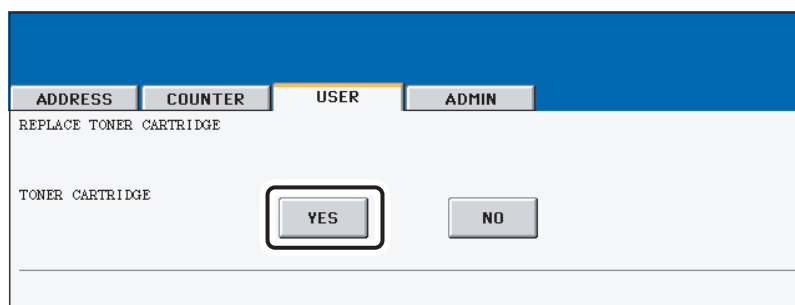 ADDRESS COUNTER USER ADMIN
REPLACE TONER CARTRIDGE
TONER CARTRIDGE YES NO